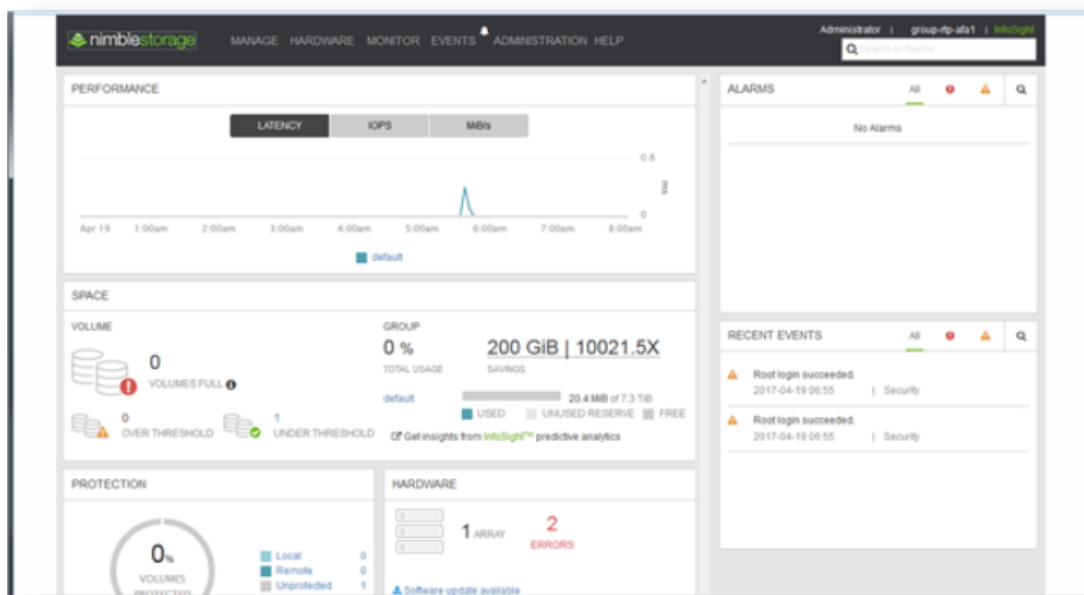 nimblestorage
MANAGE HARDWARE MONITOR EVENTS ADMINISTRATION HELP
Administrator | group-rtp-afa1 | InfoSight
Search by Name
PERFORMANCE
LATENCY IOPS MiB/s
0.8
ms
0
Apr 19 1:00am 2:00am 3:00am 4:00am 5:00am 6:00am 7:00am 8:00am
default
SPACE
VOLUME
0
VOLUMES FULL
0
OVER THRESHOLD
1
UNDER THRESHOLD
GROUP
0 %
TOTAL USAGE
200 GiB | 10021.5X
SAVINGS
default
20.4 MiB of 7.3 TiB
USED UNUSED RESERVE FREE
Get insights from InfoSight™ predictive analytics
PROTECTION
0%
VOLUMES
PROTECTED
Local 0
Remote 0
Unprotected 1
HARDWARE
1 ARRAY
2
ERRORS
Software update available
ALARMS All
No Alarms
RECENT EVENTS All
Root login succeeded.
2017-04-19 06:55 | Security
Root login succeeded.
2017-04-19 06:55 | Security